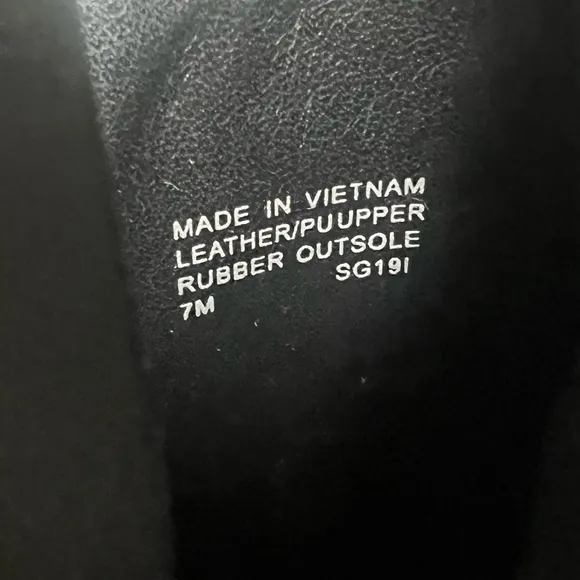 MADE IN VIETNAM
LEATHER/PUUPPER
RUBBER OUTSOLE
7M SG19I